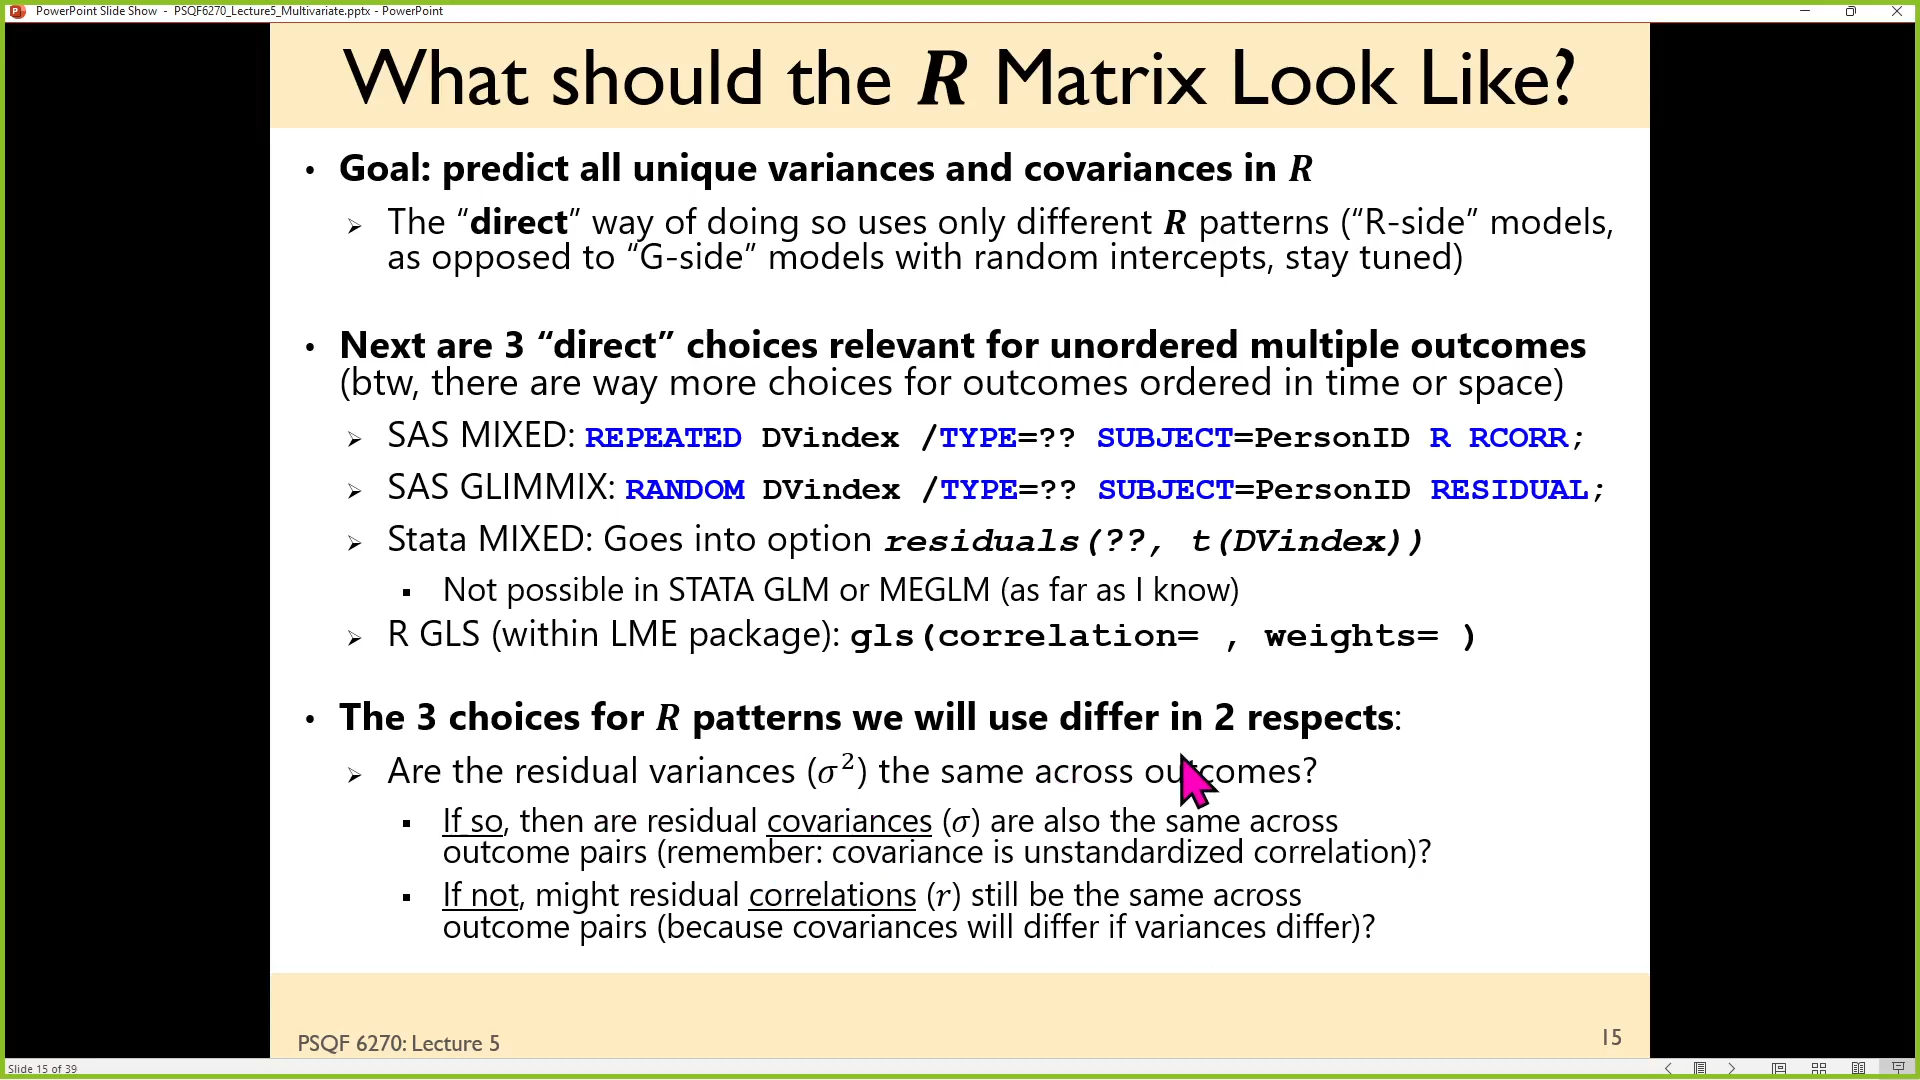 PowerPoint Slide Show - PSQF6270_Lecture5_Multivariate.pptx - PowerPoint
What should the R Matrix Look Like?
• Goal: predict all unique variances and covariances in R
➢ The “direct” way of doing so uses only different R patterns (“R-side” models,
as opposed to “G-side” models with random intercepts, stay tuned)
• Next are 3 “direct” choices relevant for unordered multiple outcomes
(btw, there are way more choices for outcomes ordered in time or space)
➢ SAS MIXED: REPEATED DVindex /TYPE=?? SUBJECT=PersonID R RCORR;
➢ SAS GLIMMIX: RANDOM DVindex /TYPE=?? SUBJECT=PersonID RESIDUAL;
➢ Stata MIXED: Goes into option residuals(??, t(DVindex))
▪ Not possible in STATA GLM or MEGLM (as far as I know)
➢ R GLS (within LME package): gls(correlation= , weights= )
• The 3 choices for R patterns we will use differ in 2 respects:
➢ Are the residual variances (σ²) the same across outcomes?
▪ If so, then are residual covariances (σ) are also the same across
outcome pairs (remember: covariance is unstandardized correlation)?
▪ If not, might residual correlations (r) still be the same across
outcome pairs (because covariances will differ if variances differ)?
PSQF 6270: Lecture 5
15
Slide 15 of 39